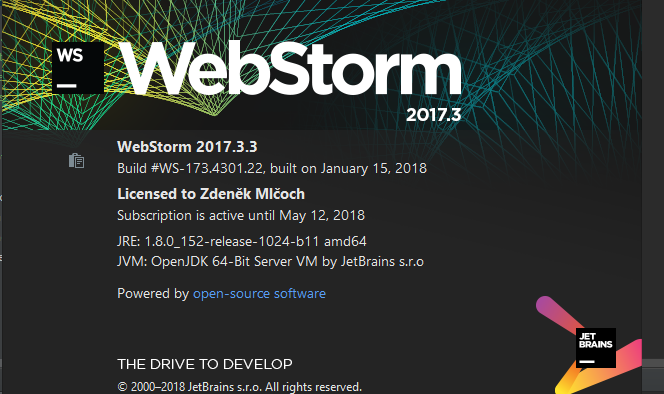 WS
WebStorm
2017.3
WebStorm 2017.3.3
Build #WS-173.4301.22, built on January 15, 2018
Licensed to Zdeněk Mlčoch
Subscription is active until May 12, 2018
JRE: 1.8.0_152-release-1024-b11 amd64
JVM: OpenJDK 64-Bit Server VM by JetBrains s.r.o
Powered by open-source software
JET
BRAINS
THE DRIVE TO DEVELOP
© 2000–2018 JetBrains s.r.o. All rights reserved.